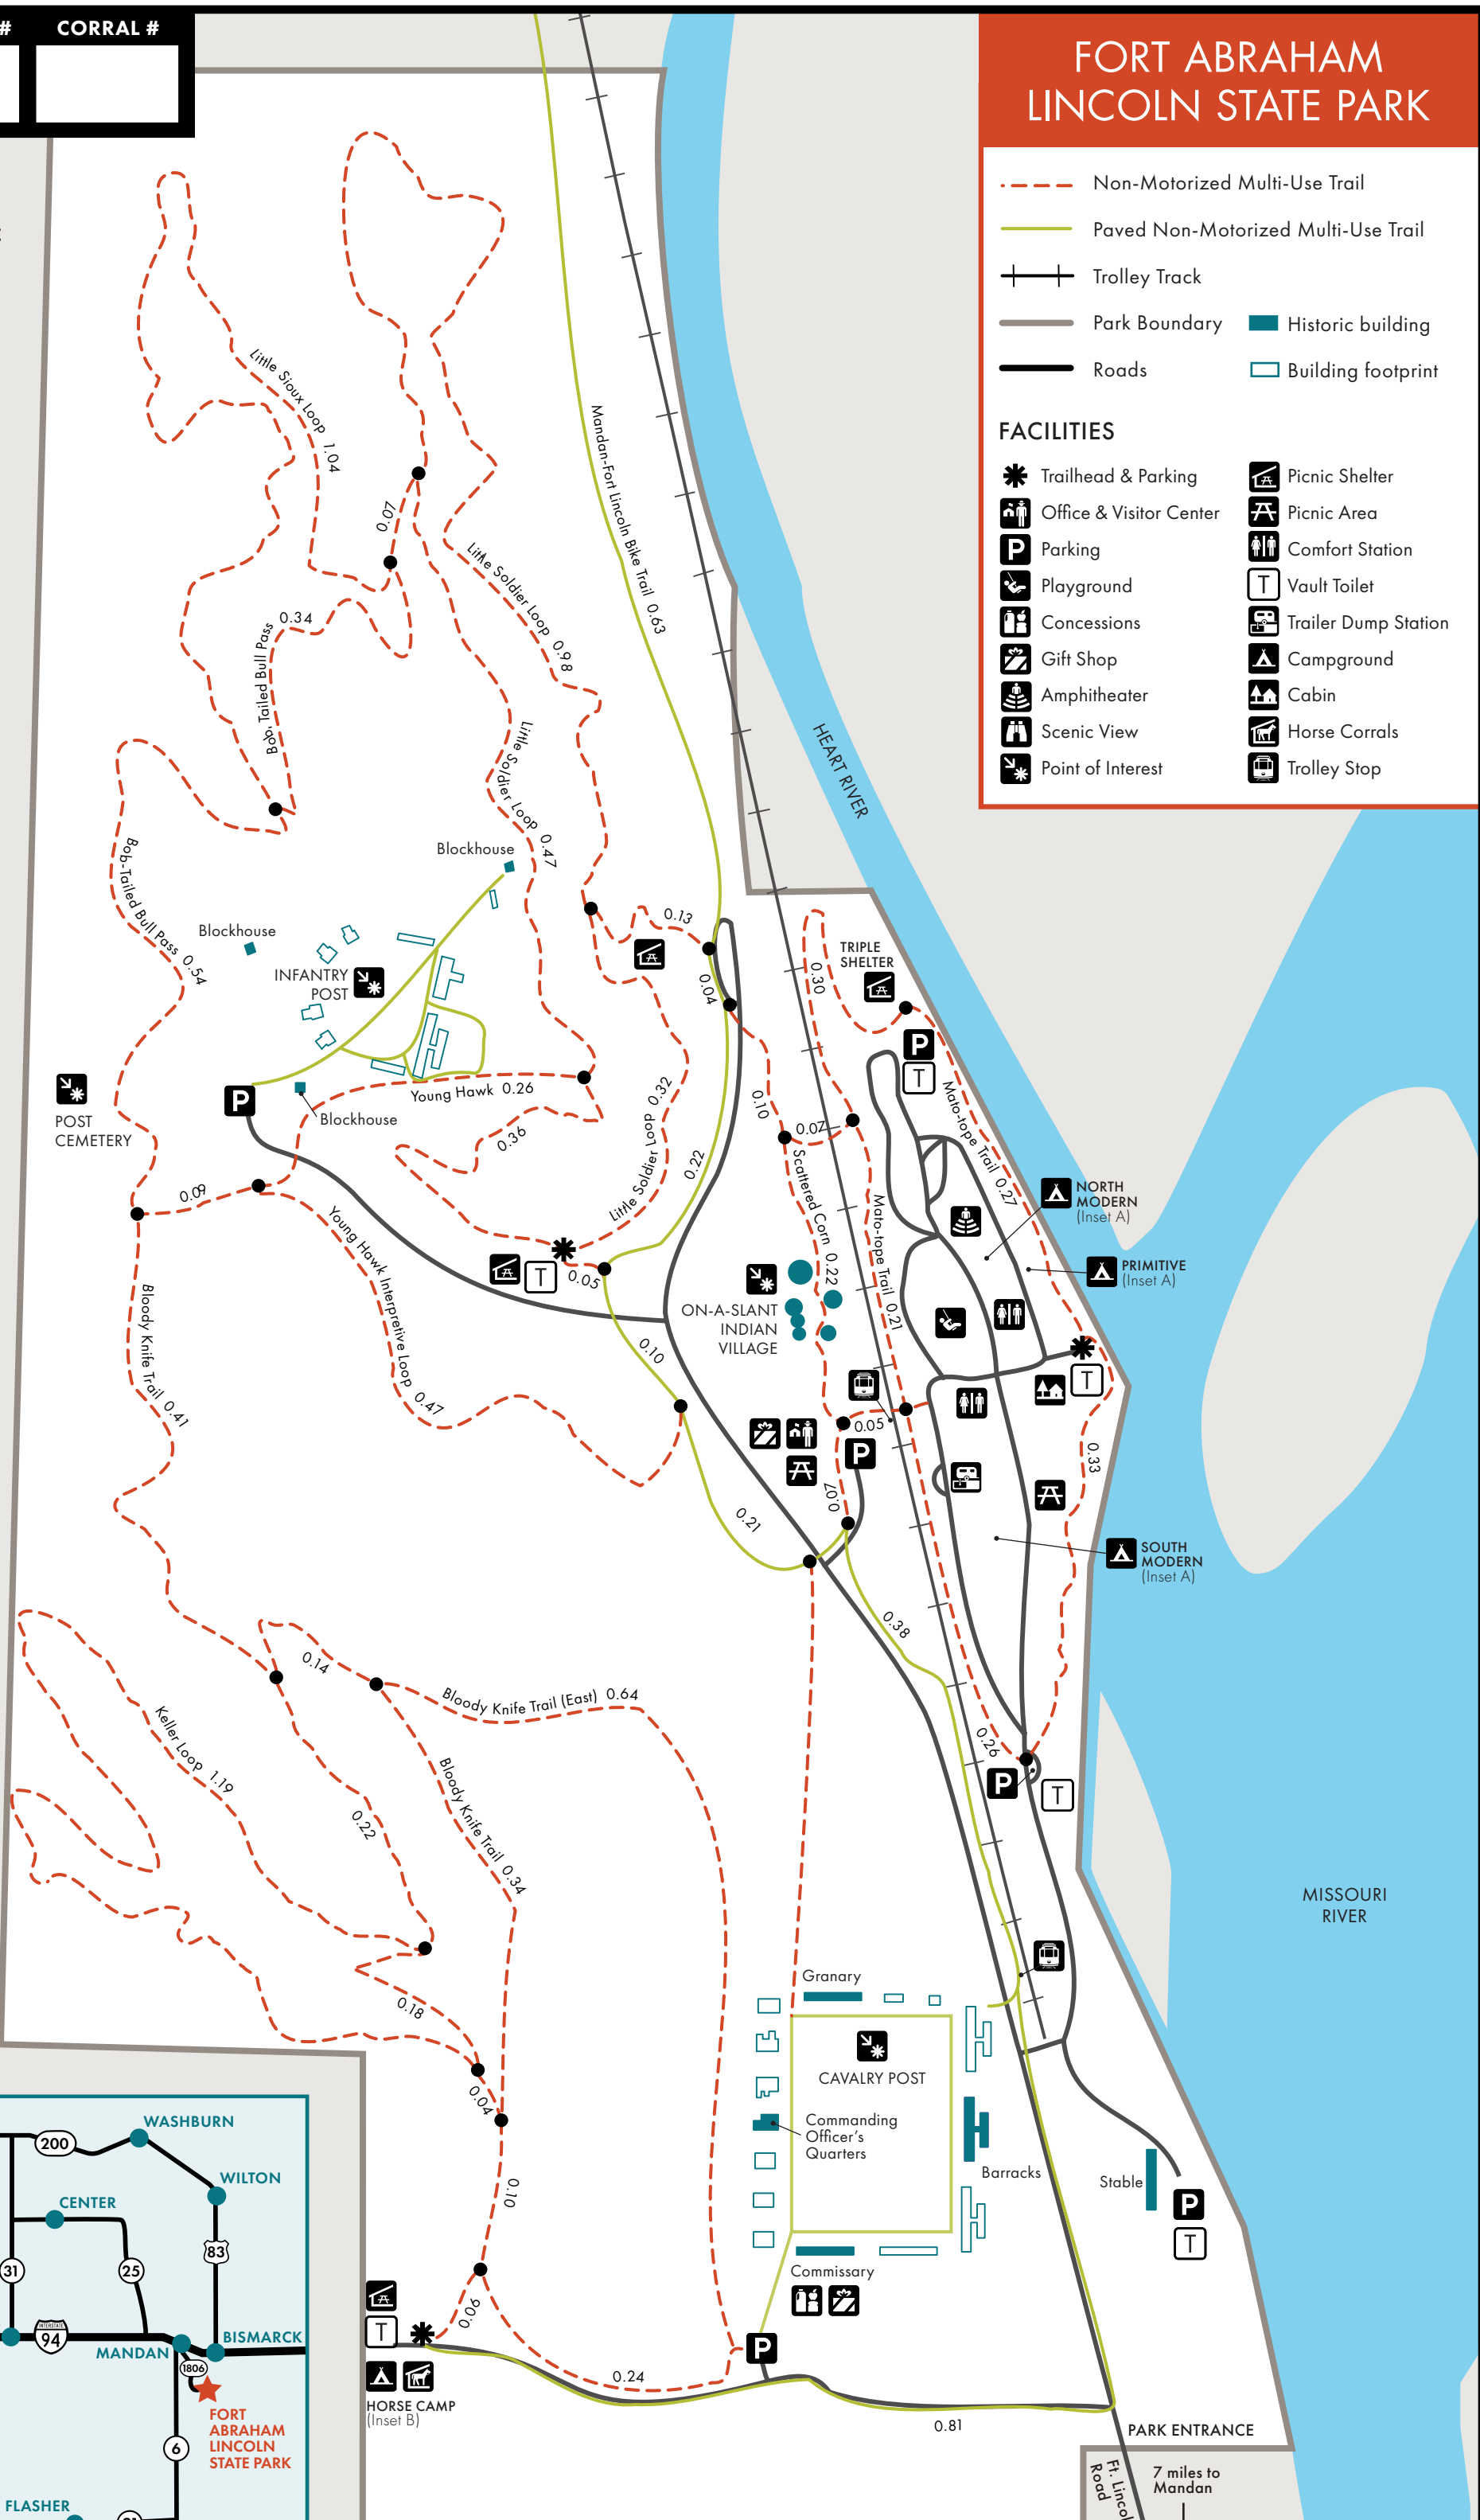 #
CORRAL #
FORT ABRAHAM
LINCOLN STATE PARK
Non-Motorized Multi-Use Trail
Paved Non-Motorized Multi-Use Trail
Trolley Track
Park Boundary
Historic building
Roads
Building footprint
FACILITIES
Trailhead & Parking
Office & Visitor Center
P
Parking
Playground
Concessions
Gift Shop
Amphitheater
Scenic View
Point of Interest
Picnic Shelter
Picnic Area
Comfort Station
T
Vault Toilet
Trailer Dump Station
Campground
Cabin
Horse Corrals
Trolley Stop
Little Sioux Loop 1.04
0.07
Mandan-Fort Lincoln Bike Trail 0.63
Little Soldier Loop 0.98
0.34
Bob-Tailed Bull Pass
Little Soldier Loop 0.47
HEART RIVER
Bob-Tailed Bull Pass 0.54
Blockhouse
Blockhouse
INFANTRY
POST
0.13
0.04
0.30
TRIPLE
SHELTER
P
T
POST
CEMETERY
P
Blockhouse
Young Hawk 0.26
0.36
Little Soldier Loop 0.32
0.22
0.10
0.07
Scattered Corn 0.22
Mato-tope Trail 0.21
Mato-tope Trail 0.27
NORTH
MODERN
(Inset A)
PRIMITIVE
(Inset A)
0.09
Young Hawk Interpretive Loop 0.47
T
0.05
0.10
ON-A-SLANT
INDIAN
VILLAGE
T
Bloody Knife Trail 0.41
0.05
P
0.07
0.33
0.21
SOUTH
MODERN
(Inset A)
0.38
0.14
Bloody Knife Trail (East) 0.64
Keller Loop 1.19
0.22
Bloody Knife Trail 0.34
0.26
P
T
MISSOURI
RIVER
0.18
0.04
0.10
Granary
CAVALRY POST
Commanding
Officer's
Quarters
Barracks
Stable
P
T
Commissary
0.06
T
P
HORSE CAMP
(Inset B)
0.24
0.81
PARK ENTRANCE
Ft. Lincol
Road
7 miles to
Mandan
WASHBURN
200
WILTON
CENTER
83
31
25
INTERSTATE
94
BISMARCK
MANDAN
1806
FORT
ABRAHAM
LINCOLN
STATE PARK
6
FLASHER